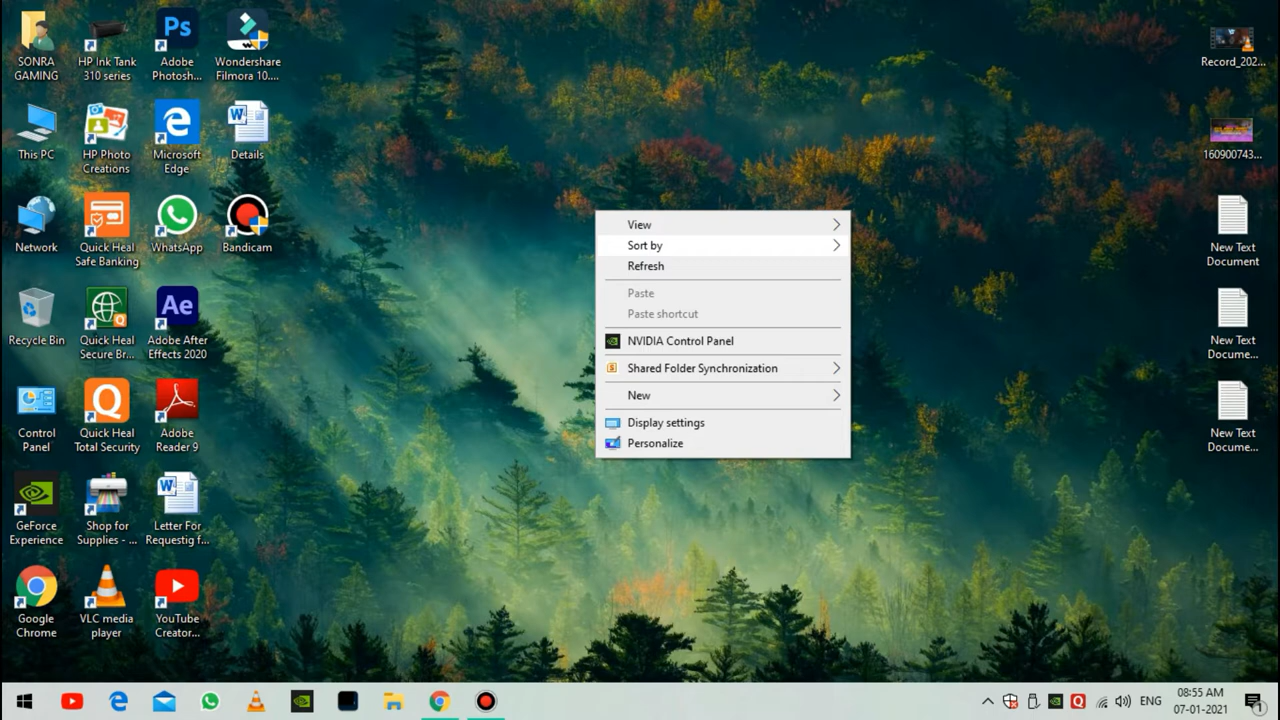 SONRA
GAMING
HP Ink Tank
310 series
Adobe
Photosh...
Wondershare
Filmora 10....
This PC
HP Photo
Creations
Microsoft
Edge
Details
Network
Quick Heal
Safe Banking
WhatsApp
Bandicam
Recycle Bin
Quick Heal
Secure Br...
Adobe After
Effects 2020
Control
Panel
Quick Heal
Total Security
Adobe
Reader 9
GeForce
Experience
Shop for
Supplies - ...
Letter For
Requestig f...
Google
Chrome
VLC media
player
YouTube
Creator...
View
Sort by
Refresh
Paste
Paste shortcut
NVIDIA Control Panel
Shared Folder Synchronization
New
Display settings
Personalize
Record_202...
160900743...
New Text
Document
New Text
Docume...
New Text
Docume...
ENG
08:55 AM
07-01-2021
1